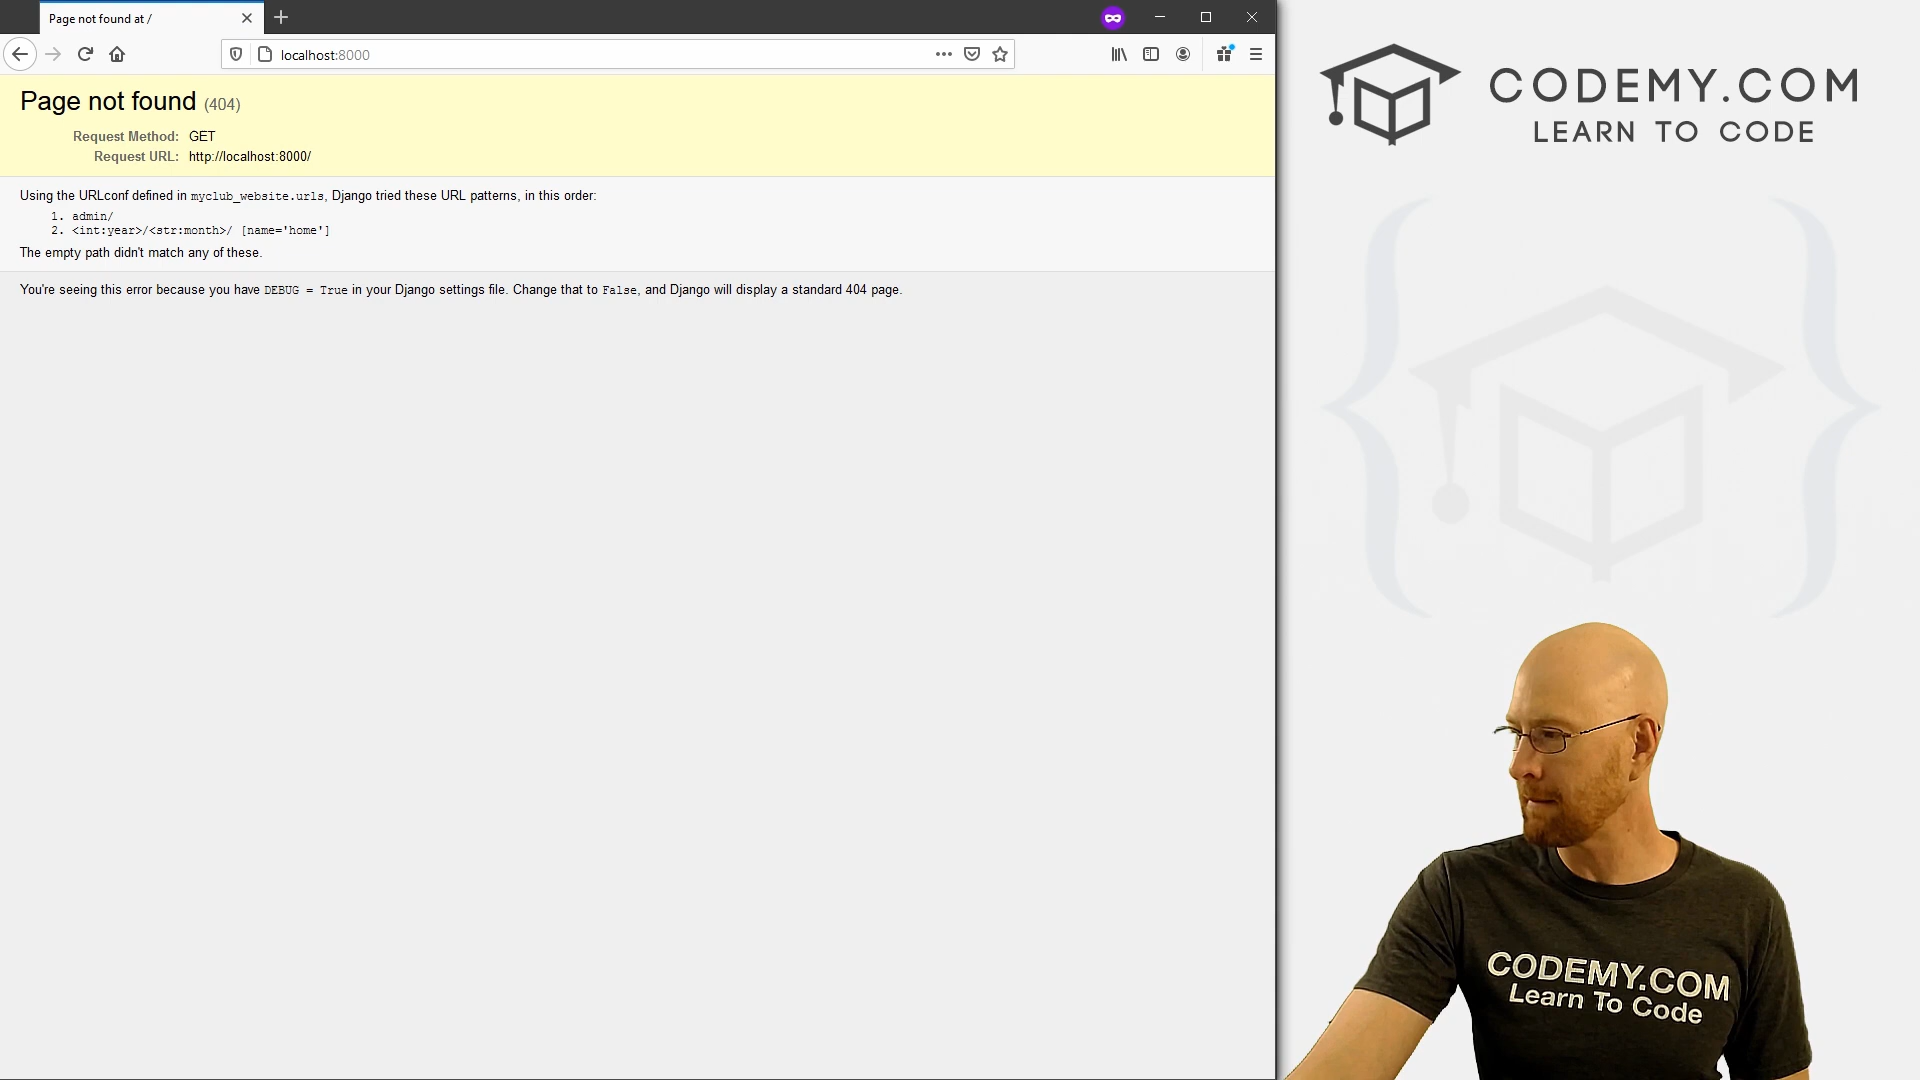 Page not found at /
localhost:8000
Page not found (404)
Request Method: GET
Request URL: http://localhost:8000/
Using the URLconf defined in myclub_website.urls, Django tried these URL patterns, in this order:
1. admin/
2. <int:year>/<str:month>/ [name='home']
The empty path didn't match any of these.
You're seeing this error because you have DEBUG = True in your Django settings file. Change that to False, and Django will display a standard 404 page.
CODEMY.COM
LEARN TO CODE
CODEMY.COM
Learn To Code